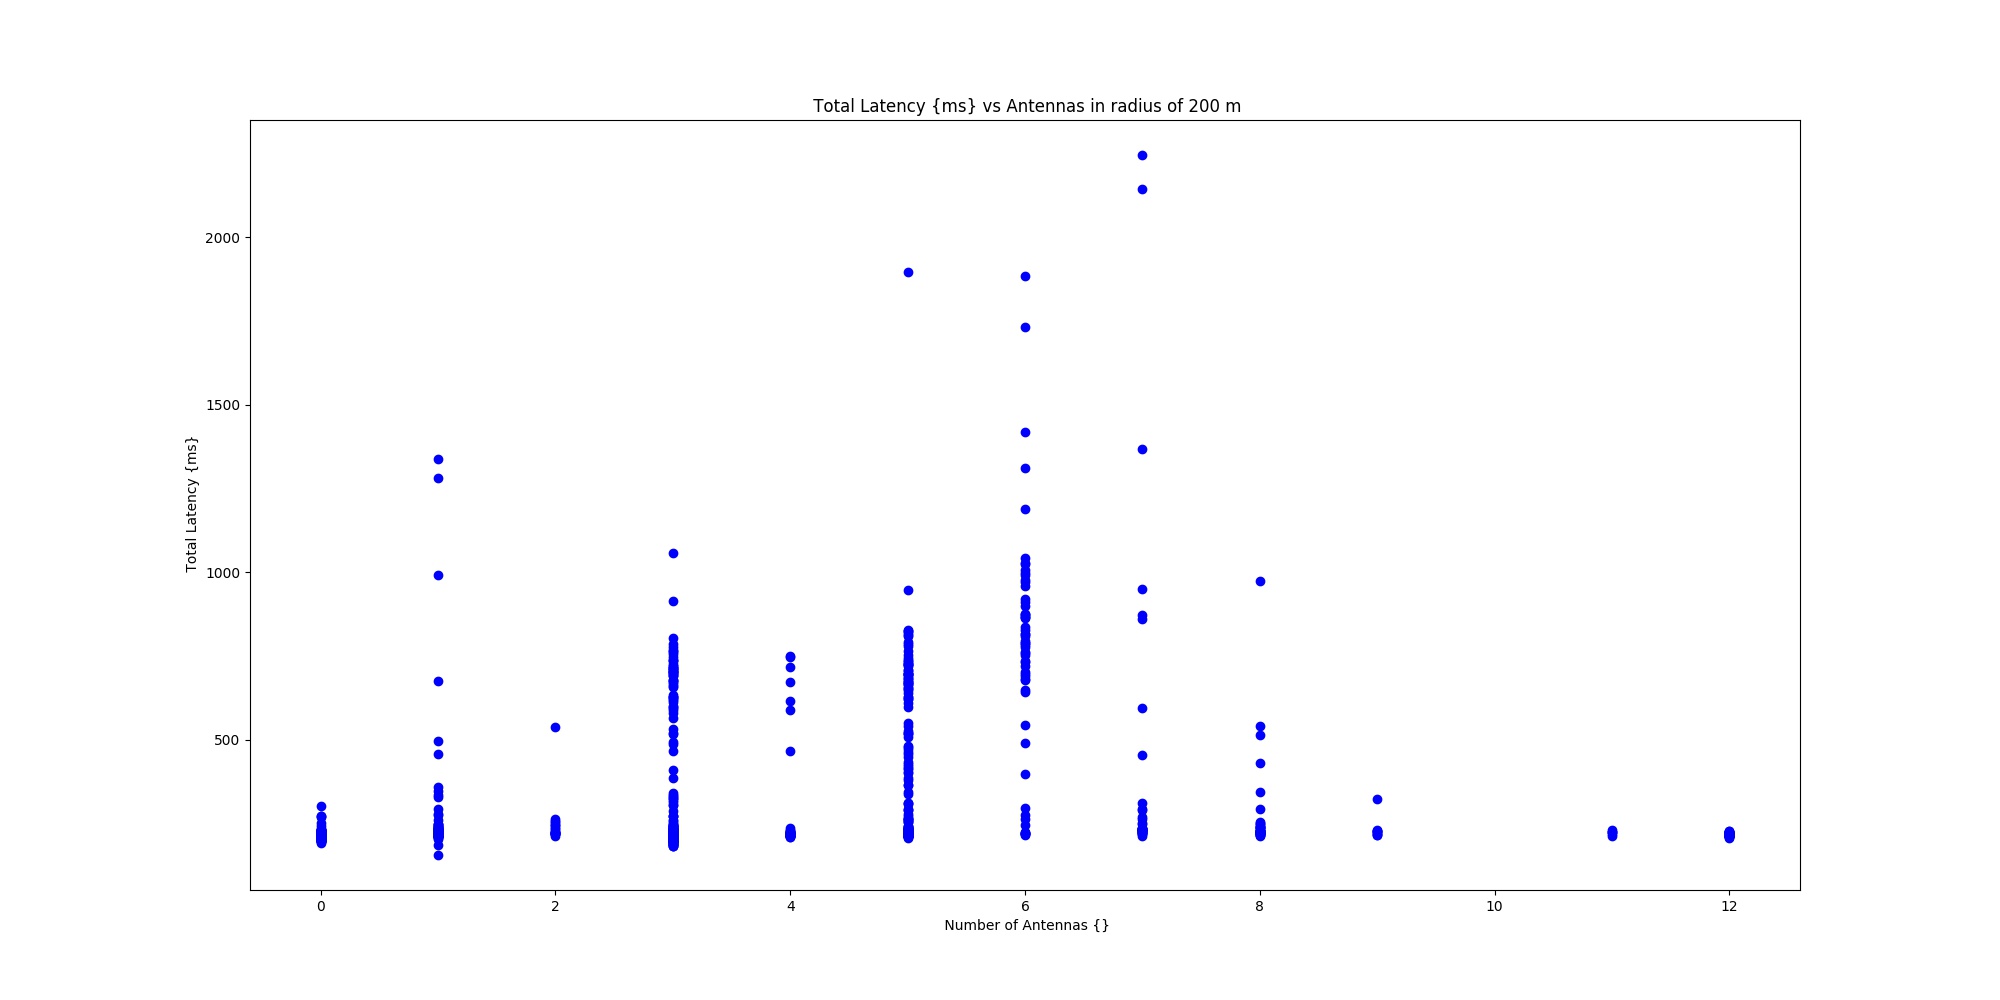 Total Latency {ms} vs Antennas in radius of 200 m
Total Latency {ms}
2000
1500
1000
500
0 2 4 6 8 10 12
Number of Antennas {}